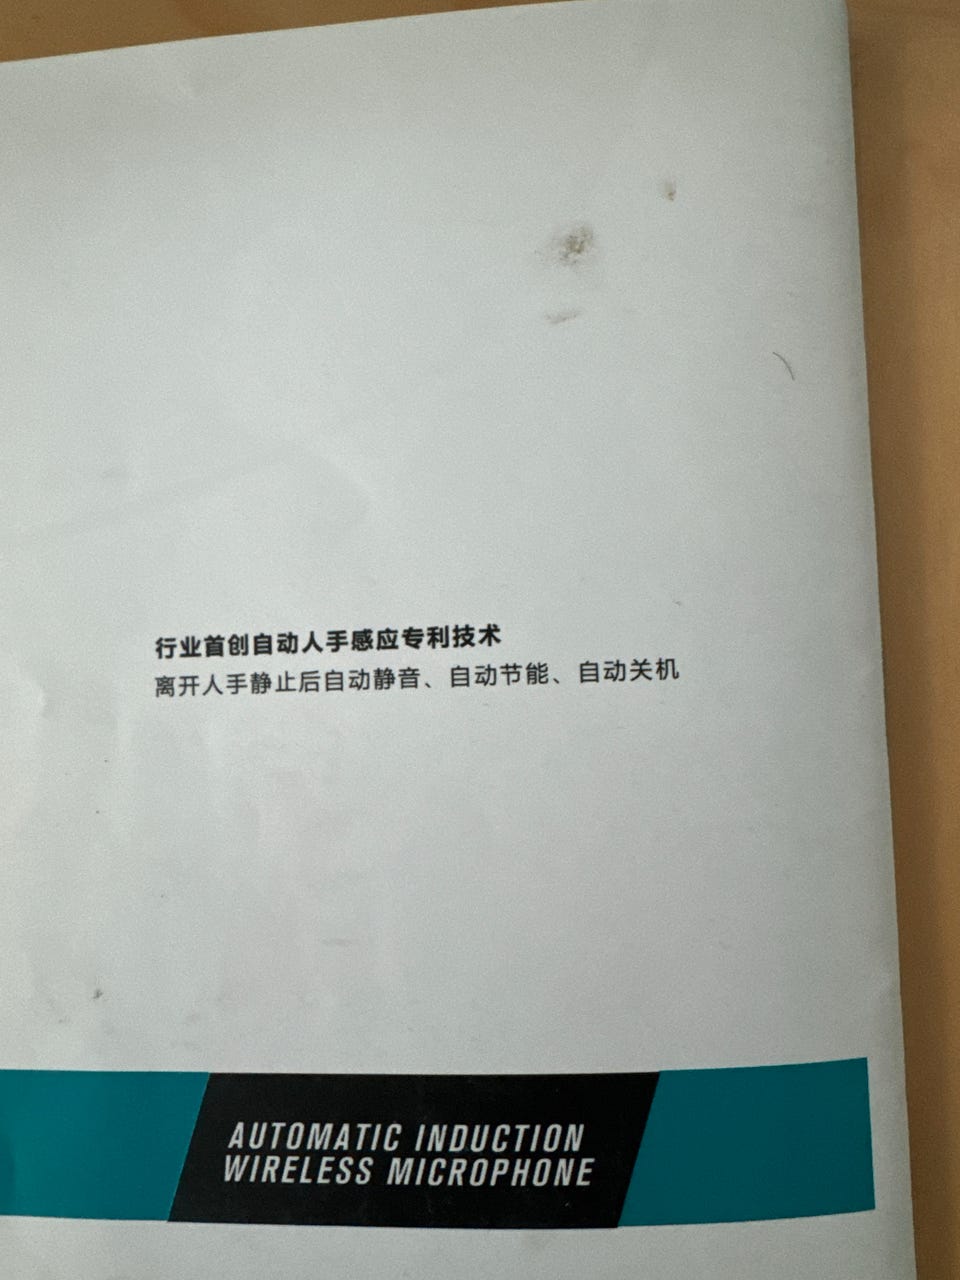 行业首创自动人手感应专利技术
离开人手静止后自动静音、自动节能、自动关机
AUTOMATIC INDUCTION
WIRELESS MICROPHONE